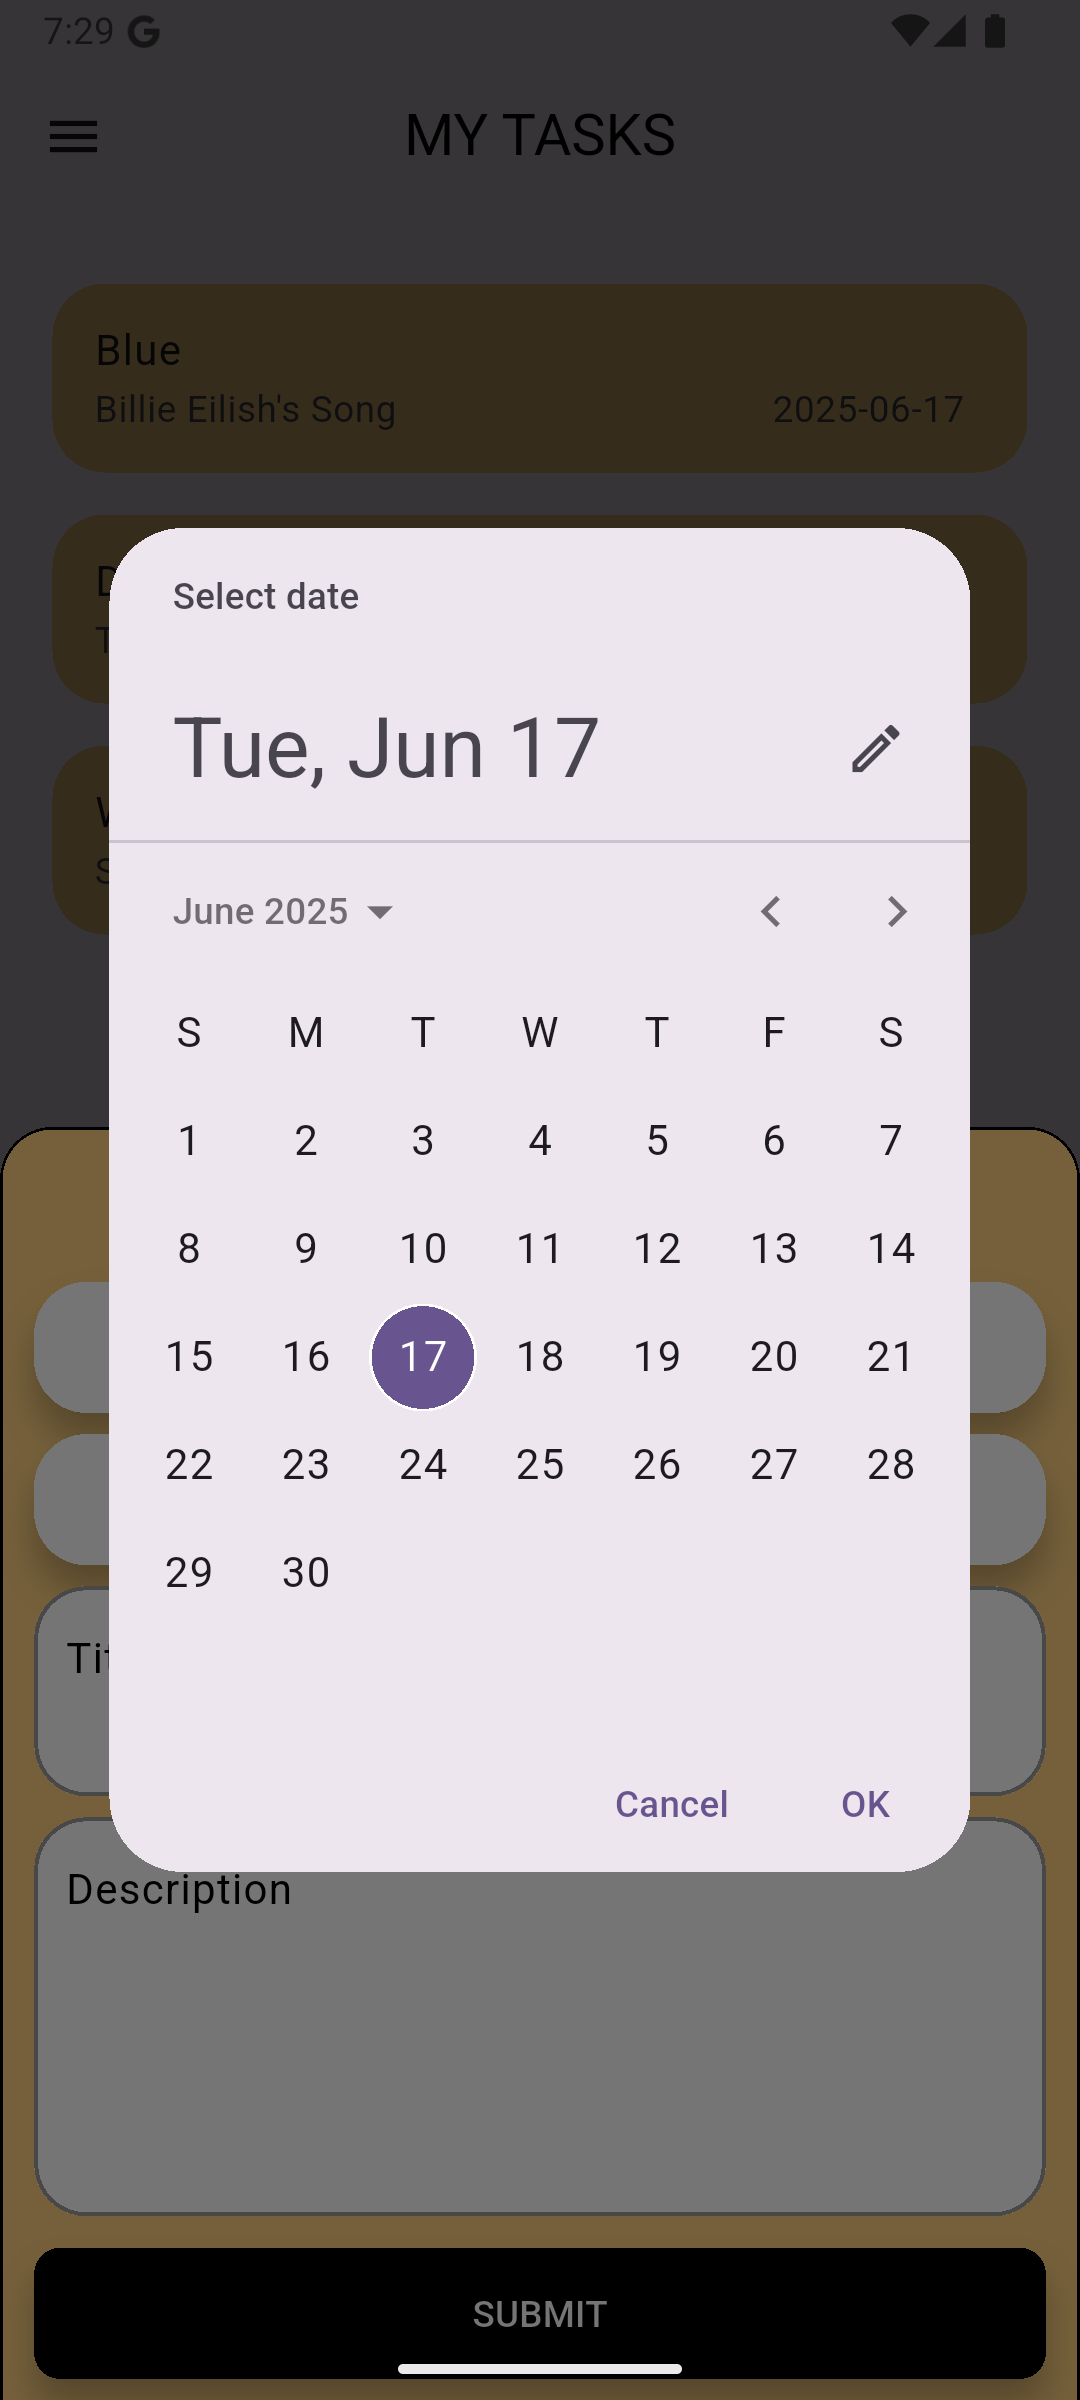 7:29
MY TASKS
Blue
Billie Eilish's Song 2025-06-17
Select date
Tue, Jun 17
June 2025
S M T W T F S
1 2 3 4 5 6 7
8 9 10 11 12 13 14
15 16 17 18 19 20 21
22 23 24 25 26 27 28
29 30
Cancel OK
Description
SUBMIT